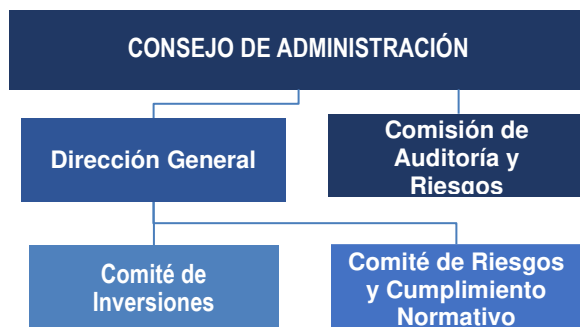 CONSEJO DE ADMINISTRACIÓN
Dirección General
Comisión de
Auditoría y
Riesgos
Comité de
Inversiones
Comité de Riesgos
y Cumplimiento
Normativo